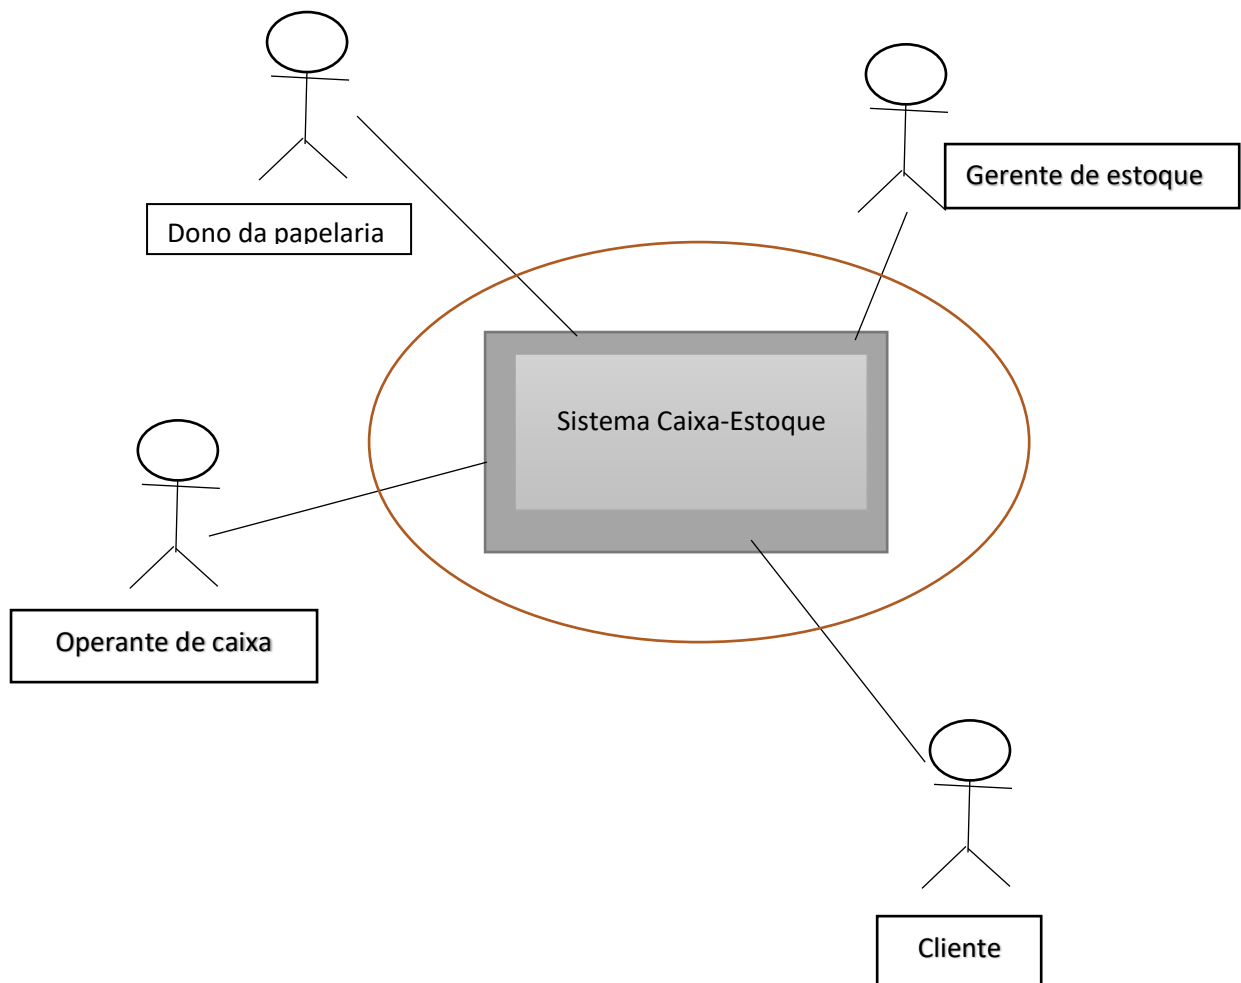 Gerente de estoque
Dono da papelaria
Sistema Caixa-Estoque
Operante de caixa
Cliente